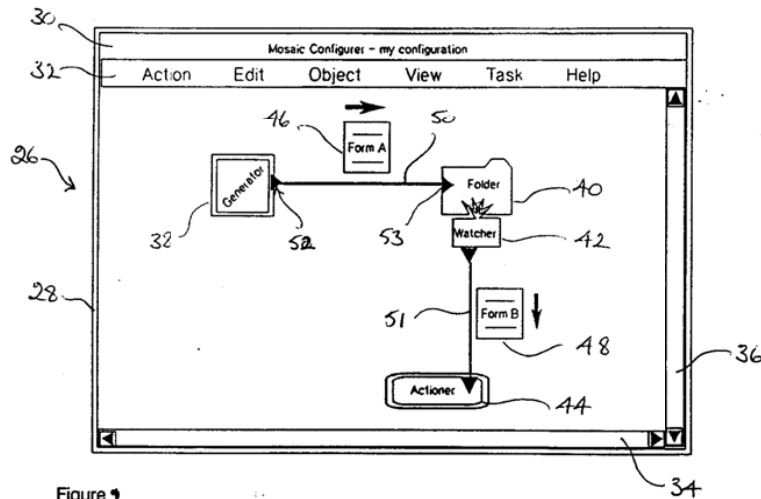 30
Mosaic Configurer - my configuration
32
Action Edit Object View Task Help
46
50
Form A
26
Generator
Folder
40
38
52
53
Watcher
42
28
51
Form B
48
36
Actioner
44
34
Figure